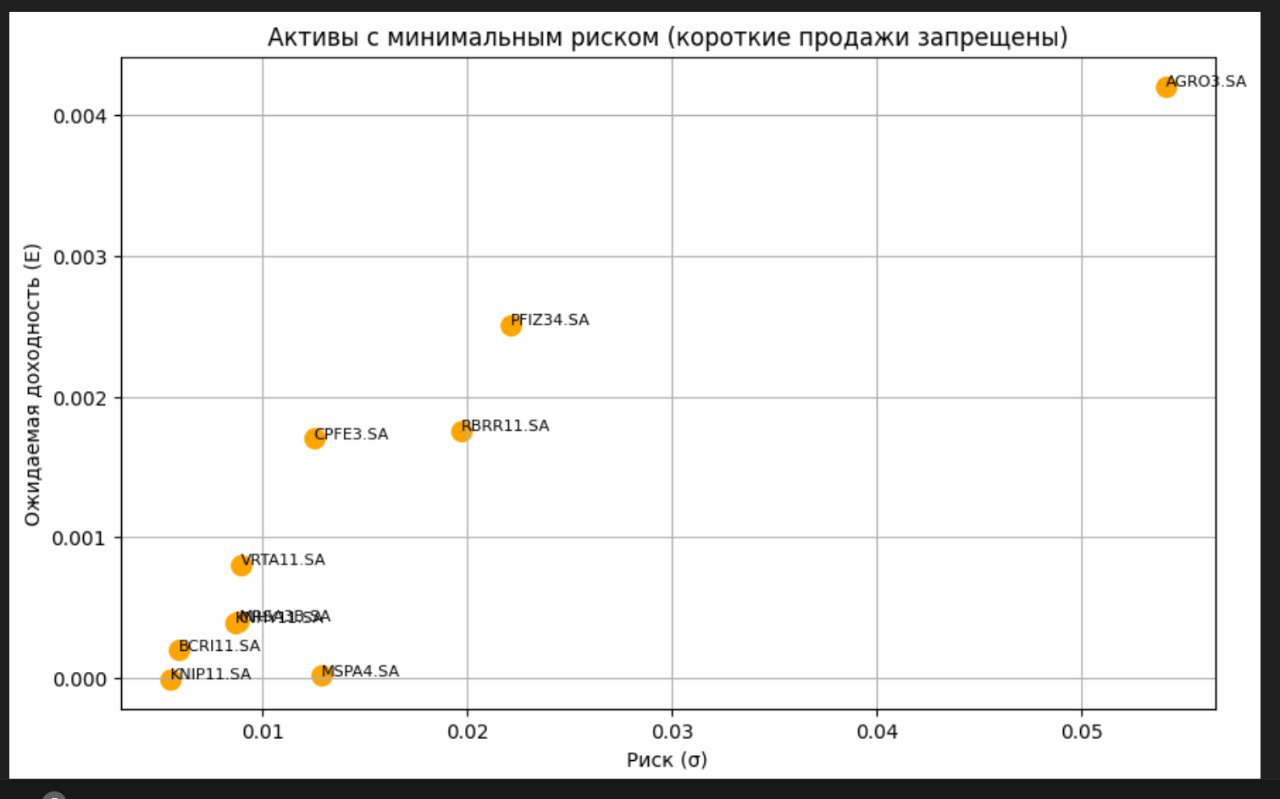 Активы с минимальным риском (короткие продажи запрещены)
Ожидаемая доходность (E)
0.004
0.003
0.002
0.001
0.000
AGRO3.SA
PFIZ34.SA
RBRR11.SA
CPFE3.SA
VRTA11.SA
BCRI11.SA
KNIP11.SA
MSPA4.SA
0.01 0.02 0.03 0.04 0.05
Риск (σ)